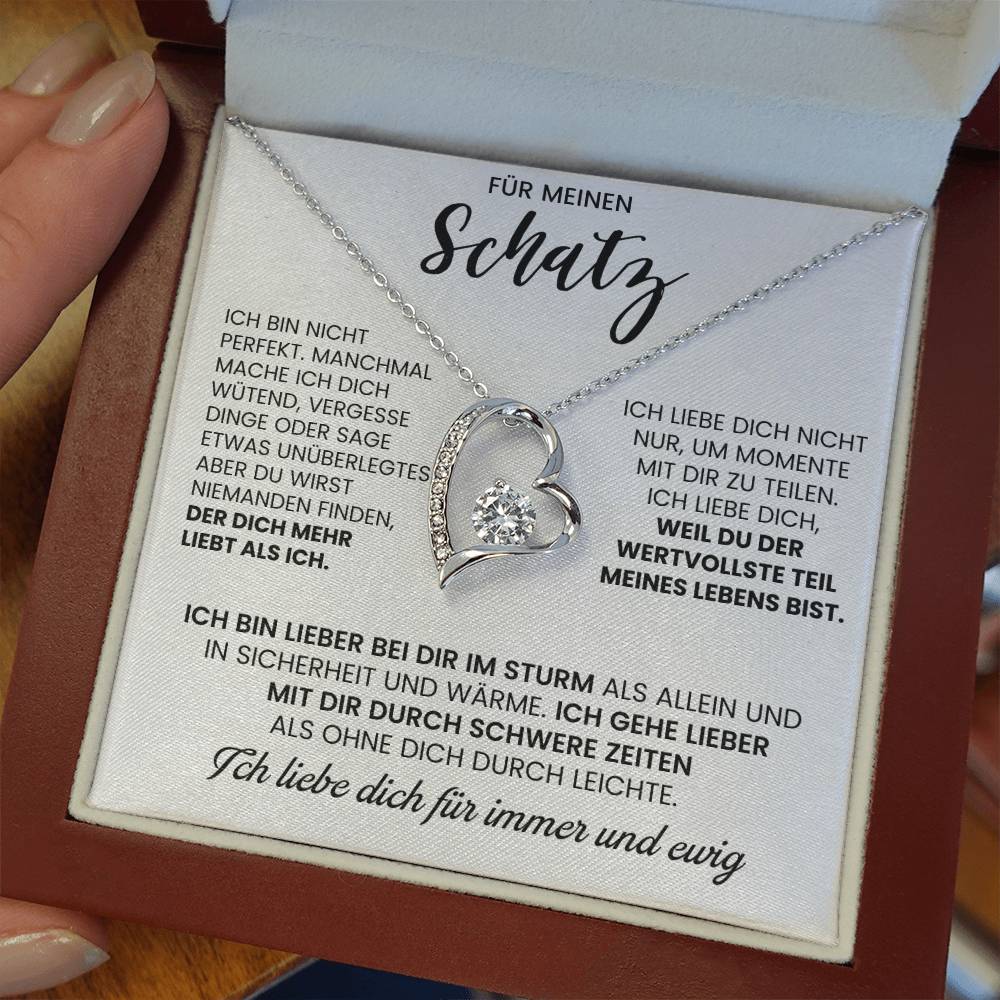 FÜR MEINEN
Schatz
ICH BIN NICHT
PERFEKT. MANCHMAL
MACHE ICH DICH
WÜTEND, VERGESSE
DINGE ODER SAGE
ETWAS UNÜBERLEGTES
ABER DU WIRST
NIEMANDEN FINDEN,
DER DICH MEHR
LIEBT ALS ICH.
ICH LIEBE DICH NICHT
NUR, UM MOMENTE
MIT DIR ZU TEILEN.
ICH LIEBE DICH,
WEIL DU DER
WERTVOLLSTE TEIL
MEINES LEBENS BIST.
ICH BIN LIEBER BEI DIR IM STURM ALS ALLEIN UND
IN SICHERHEIT UND WÄRME. ICH GEHE LIEBER
MIT DIR DURCH SCHWERE ZEITEN
ALS OHNE DICH DURCH LEICHTE.
Ich liebe dich für immer und ewig